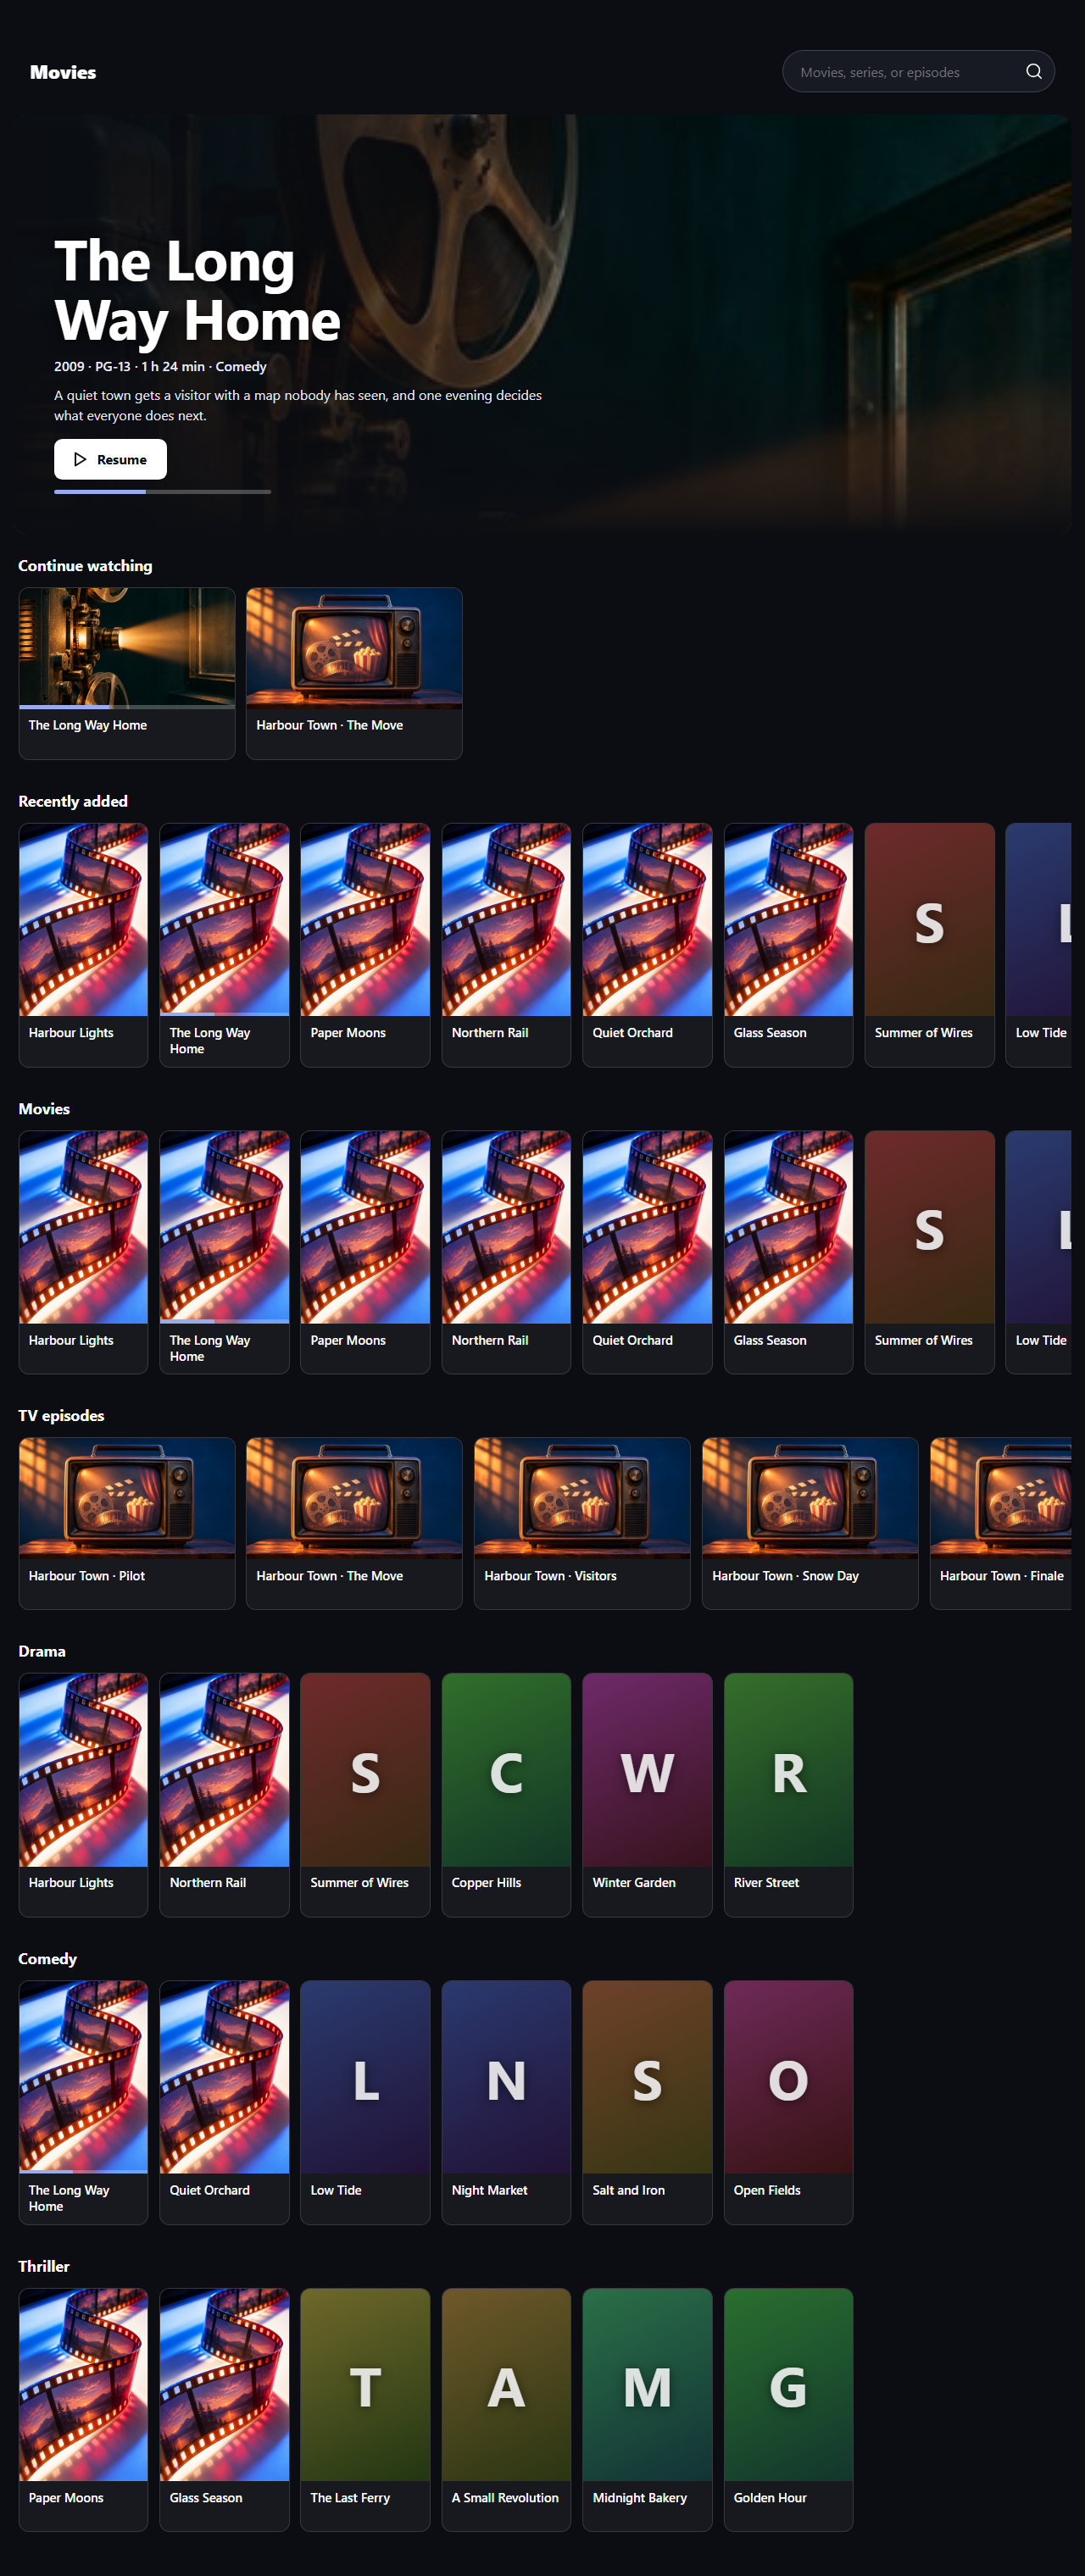 Movies
Movies, series, or episodes
The Long
Way Home
2009 · PG-13 · 1 h 24 min · Comedy
A quiet town gets a visitor with a map nobody has seen, and one evening decides
what everyone does next.
Resume
Continue watching
The Long Way Home
Harbour Town · The Move
Recently added
S
L
Harbour Lights
The Long Way
Home
Paper Moons
Northern Rail
Quiet Orchard
Glass Season
Summer of Wires
Low Tide
Movies
S
L
Harbour Lights
The Long Way
Home
Paper Moons
Northern Rail
Quiet Orchard
Glass Season
Summer of Wires
Low Tide
TV episodes
Harbour Town · Pilot
Harbour Town · The Move
Harbour Town · Visitors
Harbour Town · Snow Day
Harbour Town · Finale
Drama
S
C
W
R
Harbour Lights
Northern Rail
Summer of Wires
Copper Hills
Winter Garden
River Street
Comedy
L
N
S
O
The Long Way
Home
Quiet Orchard
Low Tide
Night Market
Salt and Iron
Open Fields
Thriller
T
A
M
G
Paper Moons
Glass Season
The Last Ferry
A Small Revolution
Midnight Bakery
Golden Hour